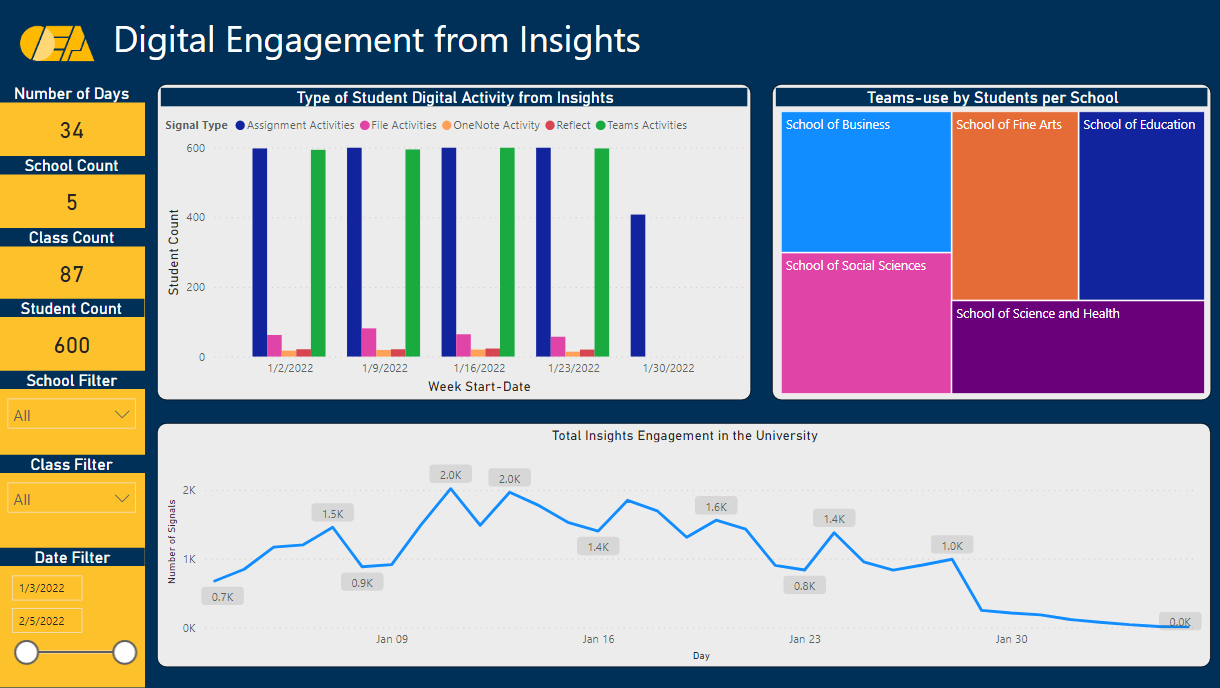 OEA Digital Engagement from Insights
Number of Days
34
School Count
5
Class Count
87
Student Count
600
School Filter
All
Class Filter
All
Date Filter
1/3/2022
2/5/2022
Type of Student Digital Activity from Insights
Signal Type Assignment Activities File Activities OneNote Activity Reflect Teams Activities
Student Count
600
400
200
0
1/2/2022 1/9/2022 1/16/2022 1/23/2022 1/30/2022
Week Start-Date
Teams-use by Students per School
School of Business
School of Fine Arts
School of Education
School of Social Sciences
School of Science and Health
Total Insights Engagement in the University
Number of Signals
2K
1K
0K
0.7K
1.5K
0.9K
2.0K
2.0K
1.4K
1.6K
0.8K
1.4K
1.0K
0.0K
Jan 09 Jan 16 Jan 23 Jan 30
Day